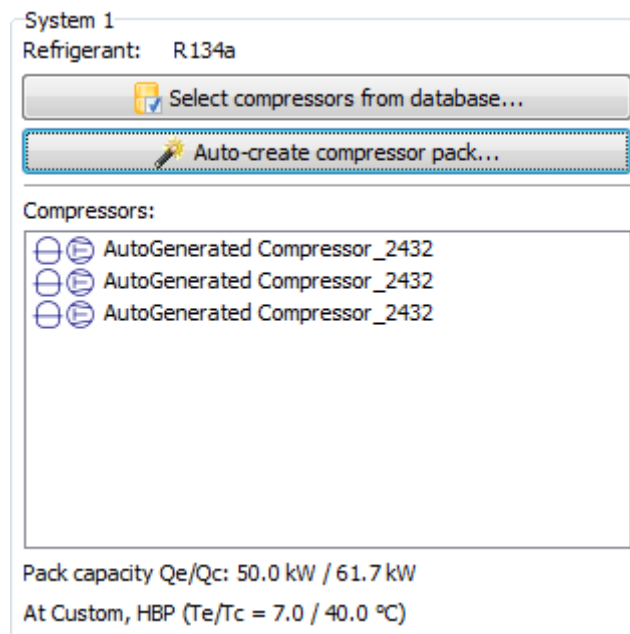 System 1
Refrigerant: R134a
Select compressors from database...
Auto-create compressor pack...
Compressors:
AutoGenerated Compressor_2432
AutoGenerated Compressor_2432
AutoGenerated Compressor_2432
Pack capacity Qe/Qc: 50.0 kW / 61.7 kW
At Custom, HBP (Te/Tc = 7.0 / 40.0 ºC)